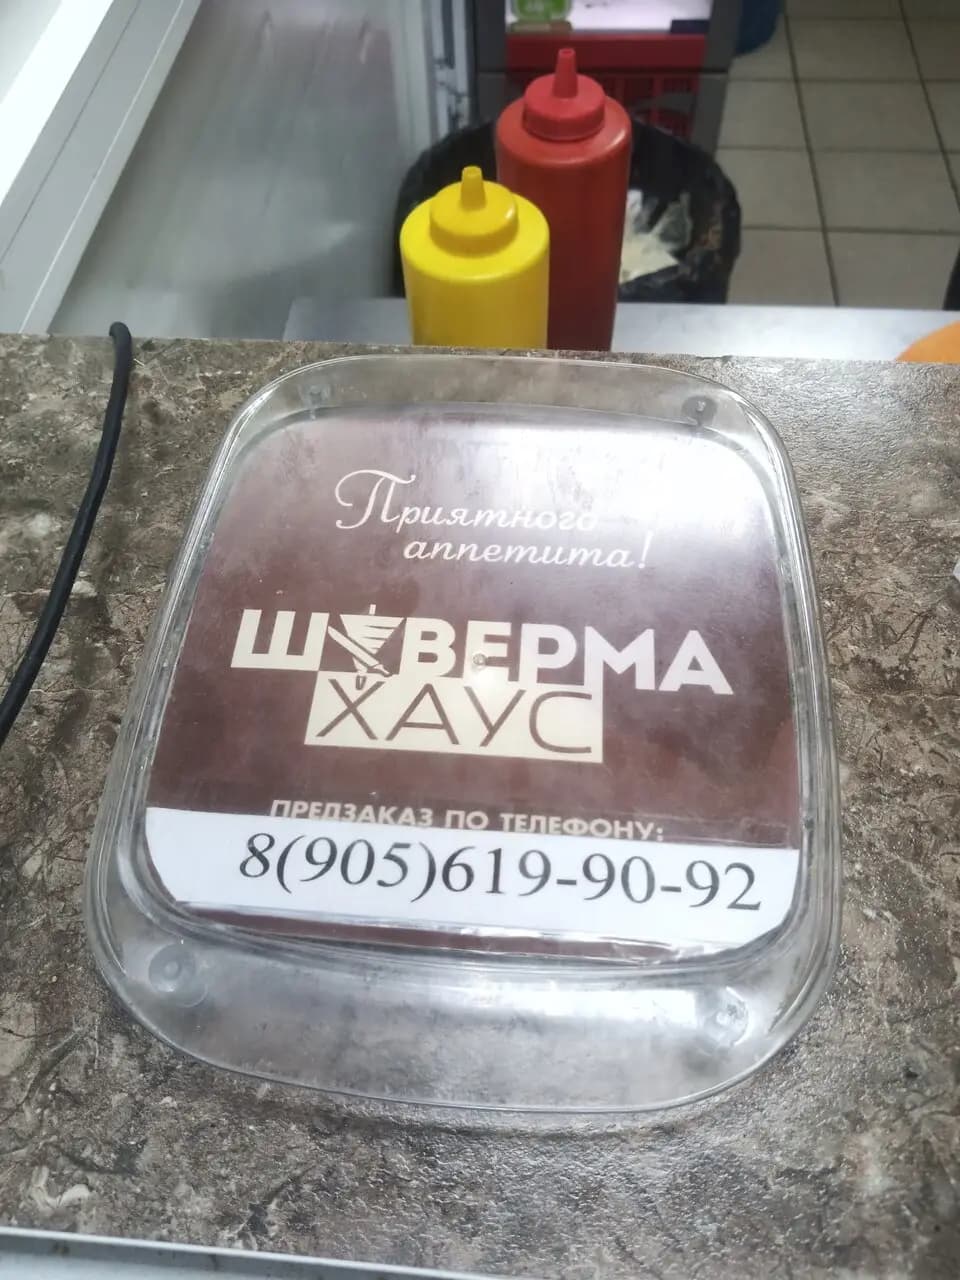 Приятного
аппетита!
ШАВЕРМА
ХАУС
ПРЕДЗАКАЗ ПО ТЕЛЕФОНУ:
8(905)619-90-92